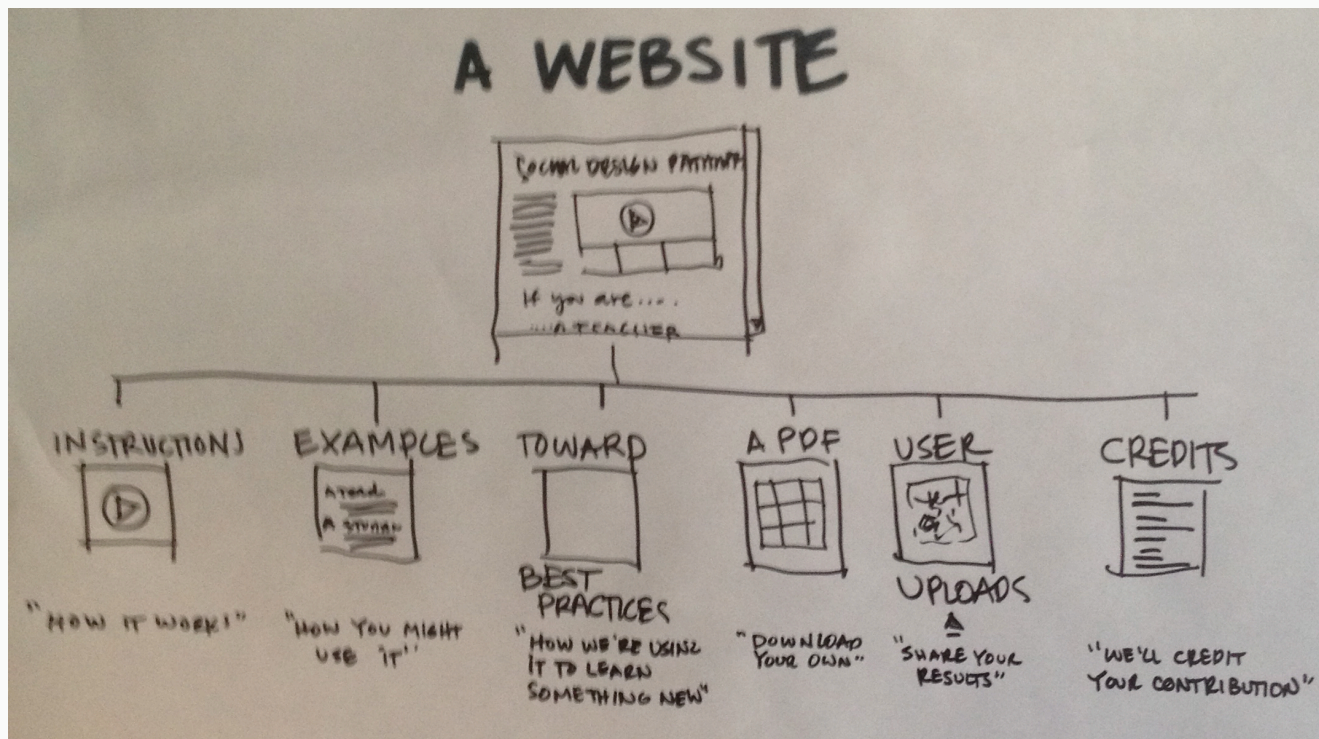 A WEBSITE
SOCIAL DESIGN
If you are....
....A TEACHER
INSTRUCTIONS
EXAMPLES
TOWARD
A PDF
USER
CREDITS
A
A
BEST
PRACTICES
UPLOADS
"HOW IT WORKS"
"HOW YOU MIGHT
USE IT"
"HOW WE'RE USING
IT TO LEARN
SOMETHING NEW"
"DOWNLOAD
YOUR OWN"
"SHARE YOUR
RESULTS"
"WE'LL CREDIT
YOUR CONTRIBUTION"